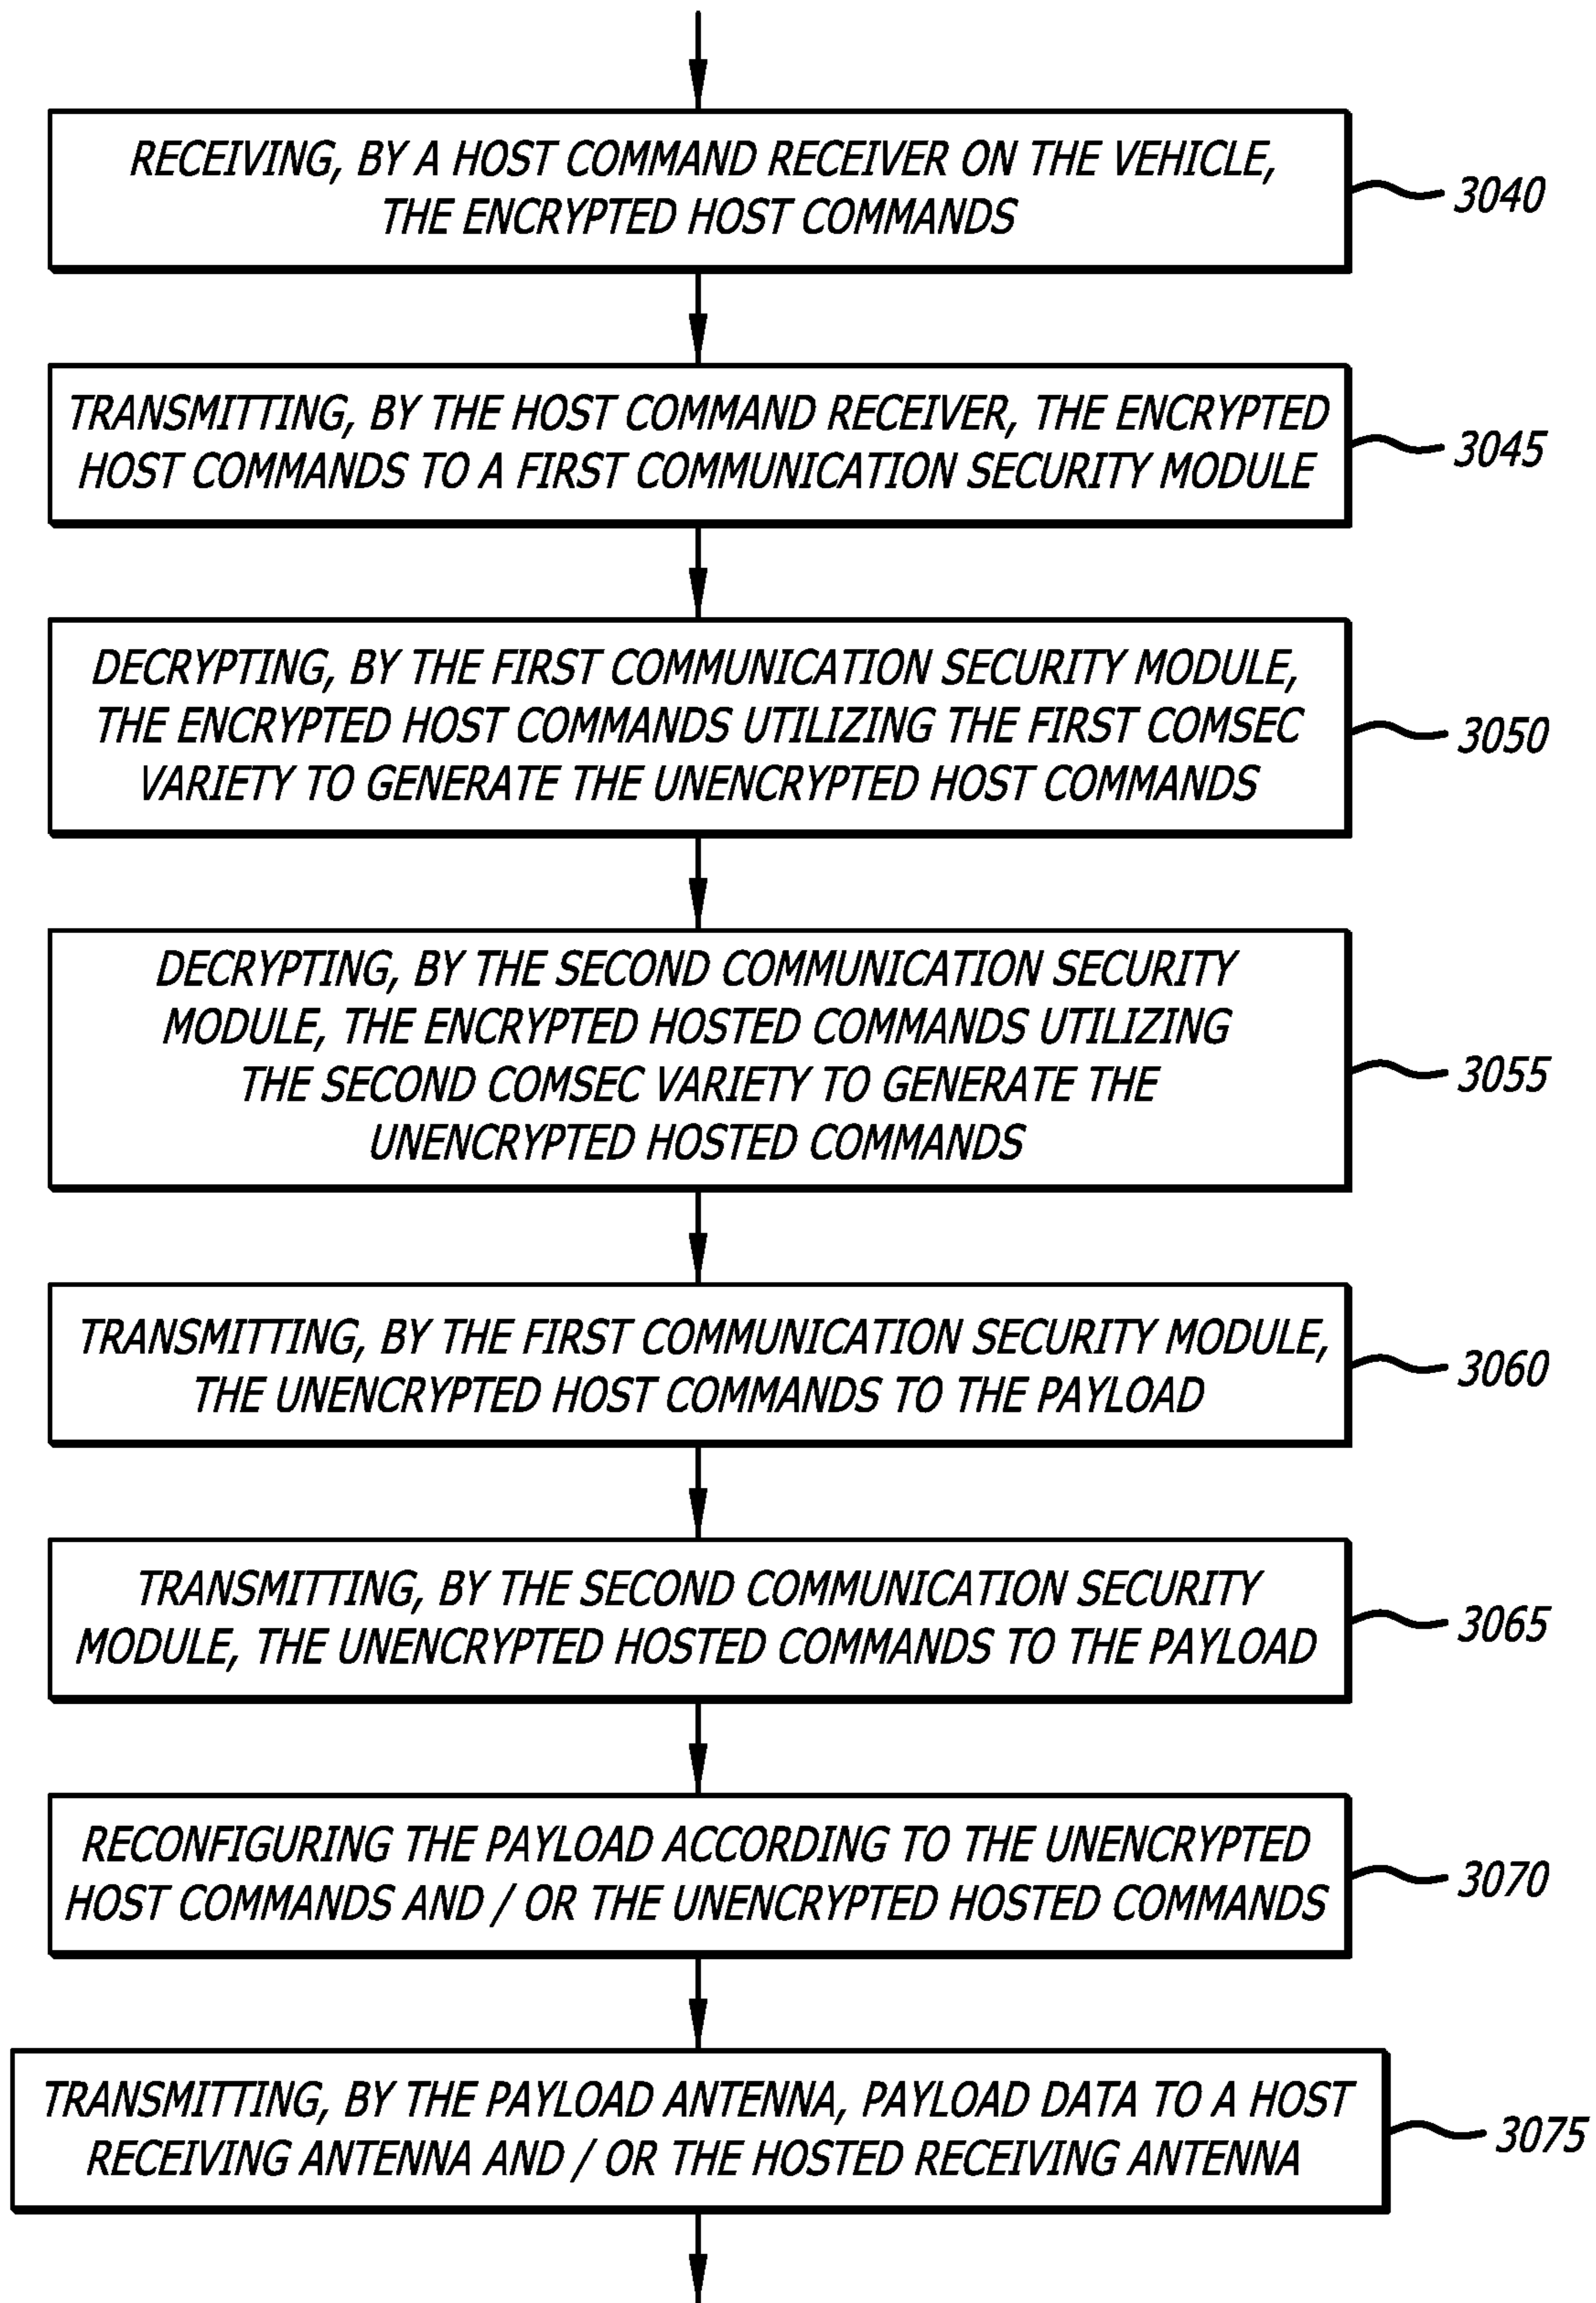 RECEIVING, BY A HOST COMMAND RECEIVER ON THE VEHICLE,
THE ENCRYPTED HOST COMMANDS
3040
TRANSMITTING, BY THE HOST COMMAND RECEIVER, THE ENCRYPTED
HOST COMMANDS TO A FIRST COMMUNICATION SECURITY MODULE
3045
DECRYPTING, BY THE FIRST COMMUNICATION SECURITY MODULE,
THE ENCRYPTED HOST COMMANDS UTILIZING THE FIRST COMSEC
VARIETY TO GENERATE THE UNENCRYPTED HOST COMMANDS
3050
DECRYPTING, BY THE SECOND COMMUNICATION SECURITY
MODULE, THE ENCRYPTED HOSTED COMMANDS UTILIZING
THE SECOND COMSEC VARIETY TO GENERATE THE
UNENCRYPTED HOSTED COMMANDS
3055
TRANSMITTING, BY THE FIRST COMMUNICATION SECURITY MODULE,
THE UNENCRYPTED HOST COMMANDS TO THE PAYLOAD
3060
TRANSMITTING, BY THE SECOND COMMUNICATION SECURITY
MODULE, THE UNENCRYPTED HOSTED COMMANDS TO THE PAYLOAD
3065
RECONFIGURING THE PAYLOAD ACCORDING TO THE UNENCRYPTED
HOST COMMANDS AND / OR THE UNENCRYPTED HOSTED COMMANDS
3070
TRANSMITTING, BY THE PAYLOAD ANTENNA, PAYLOAD DATA TO A HOST
RECEIVING ANTENNA AND / OR THE HOSTED RECEIVING ANTENNA
3075